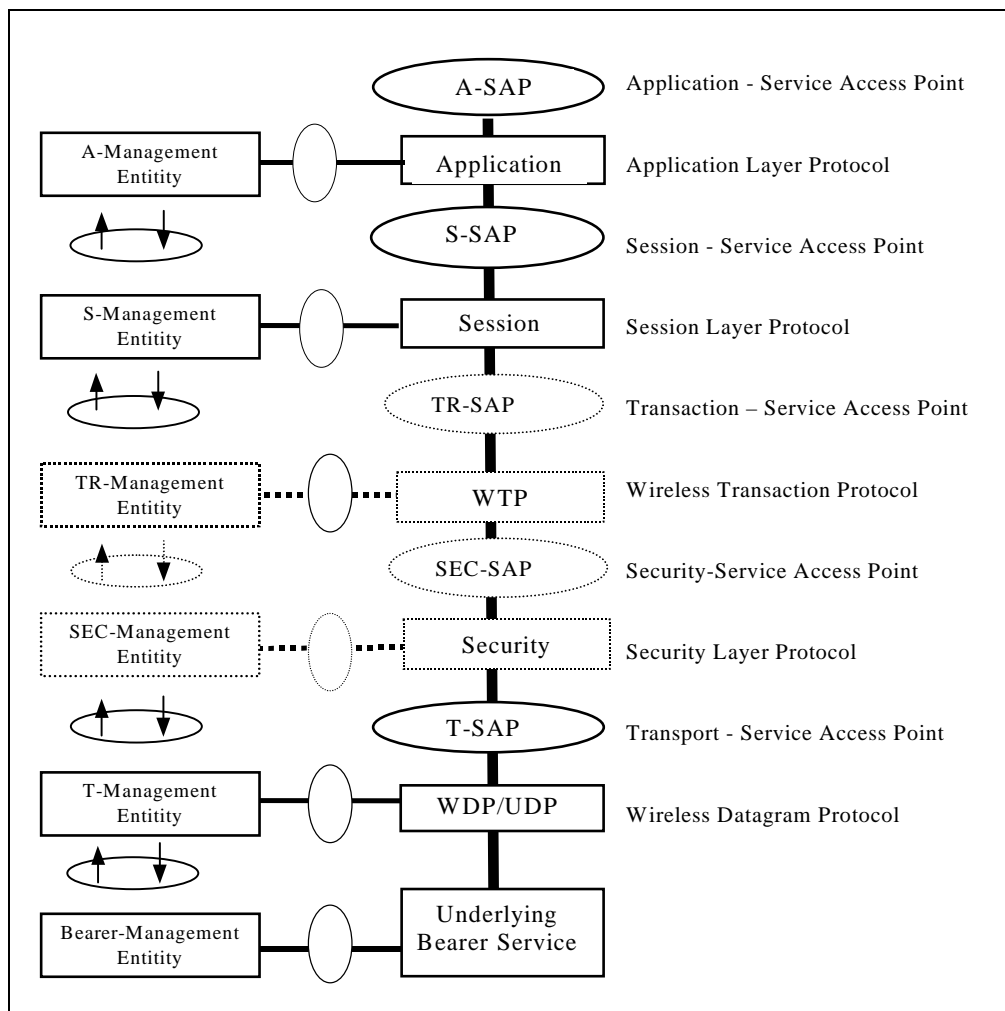 A-SAP
Application - Service Access Point
A-Management
Entitity
Application
Application Layer Protocol
S-SAP
Session - Service Access Point
S-Management
Entitity
Session
Session Layer Protocol
TR-SAP
Transaction – Service Access Point
TR-Management
Entitity
WTP
Wireless Transaction Protocol
SEC-SAP
Security-Service Access Point
SEC-Management
Entitity
Security
Security Layer Protocol
T-SAP
Transport - Service Access Point
T-Management
Entitity
WDP/UDP
Wireless Datagram Protocol
Underlying
Bearer Service
Bearer-Management
Entitity